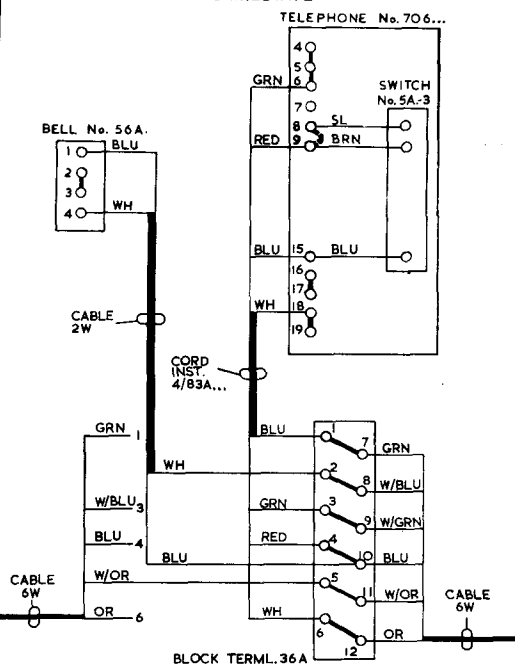 TELEPHONE No. 706...
4
5
GRN 6
7
SWITCH
No. 5A.-3
8 SL
RED 9 BRN
BELL No. 56A.
1 BLU
2
3
4 WH
BLU 15 BLU
16
17
WH 18
19
CABLE
2W
CORD
INST.
4/83A...
GRN 1
BLU 1 7 GRN
WH 2 8 W/BLU
W/BLU 3
GRN 3 9 W/GRN
BLU 4
RED 4 10 BLU
BLU
W/OR 5 11 W/OR
CABLE
6W
OR 6
WH 6 12 OR
CABLE
6W
BLOCK TERML. 36A